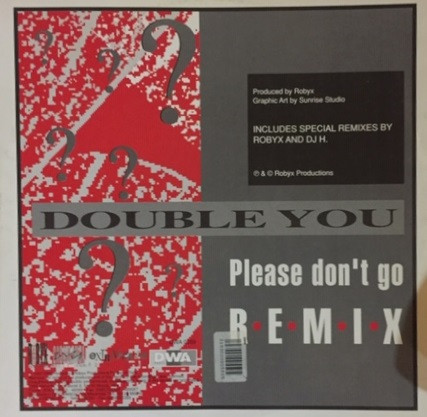 ?
?
?
?
Produced by Robyx
Graphic Art by Sunrise Studio
INCLUDES SPECIAL REMIXES BY
ROBYX AND DJ H.
℗ & © Robyx Productions
DOUBLE YOU
?
?
Please don't go
R•E•M•I•X
DWA